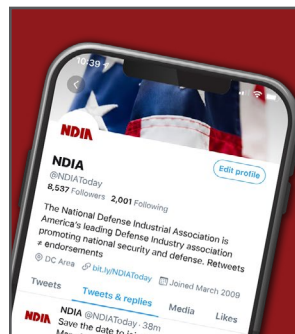 10:39
NDIA
NDIA
Edit profile
@NDIAToday
8,537 Followers 2,001 Following
The National Defense Industrial Association is
America's leading Defense Industry association
promoting national security and defense. Retweets
≠ endorsements
DC Area bit.ly/NDIAToday Joined March 2009
Tweets Tweets & replies Media Likes
NDIA
NDIA @NDIAToday · 38m
Save the date to